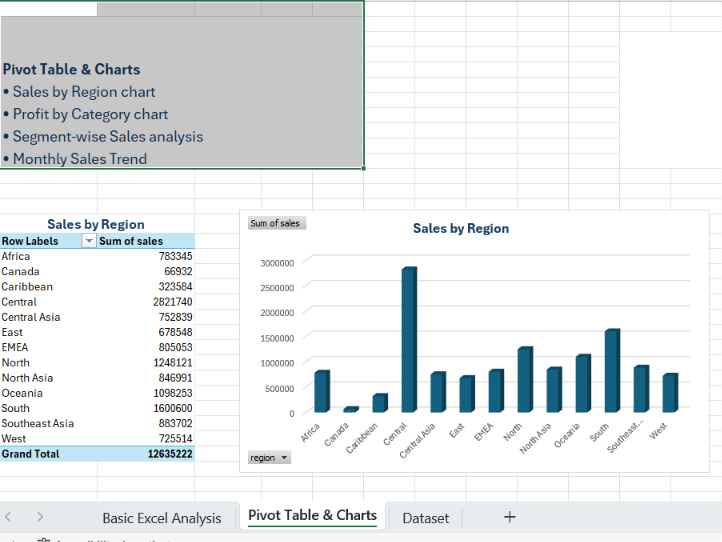 Pivot Table & Charts
• Sales by Region chart
• Profit by Category chart
• Segment-wise Sales analysis
• Monthly Sales Trend
Sales by Region
Row Labels Sum of sales
Africa 783345
Canada 66932
Caribbean 323584
Central 2821740
Central Asia 752839
East 678548
EMEA 805053
North 1248121
North Asia 846991
Oceania 1098253
South 1600600
Southeast Asia 883702
West 725514
Grand Total 12635222
Sum of sales
Sales by Region
3000000
2500000
2000000
1500000
1000000
500000
0
Africa
Canada
Caribbean
Central
Central Asia
East
EMEA
North
North Asia
Oceania
South
Southeast...
West
region
Basic Excel Analysis Pivot Table & Charts Dataset +